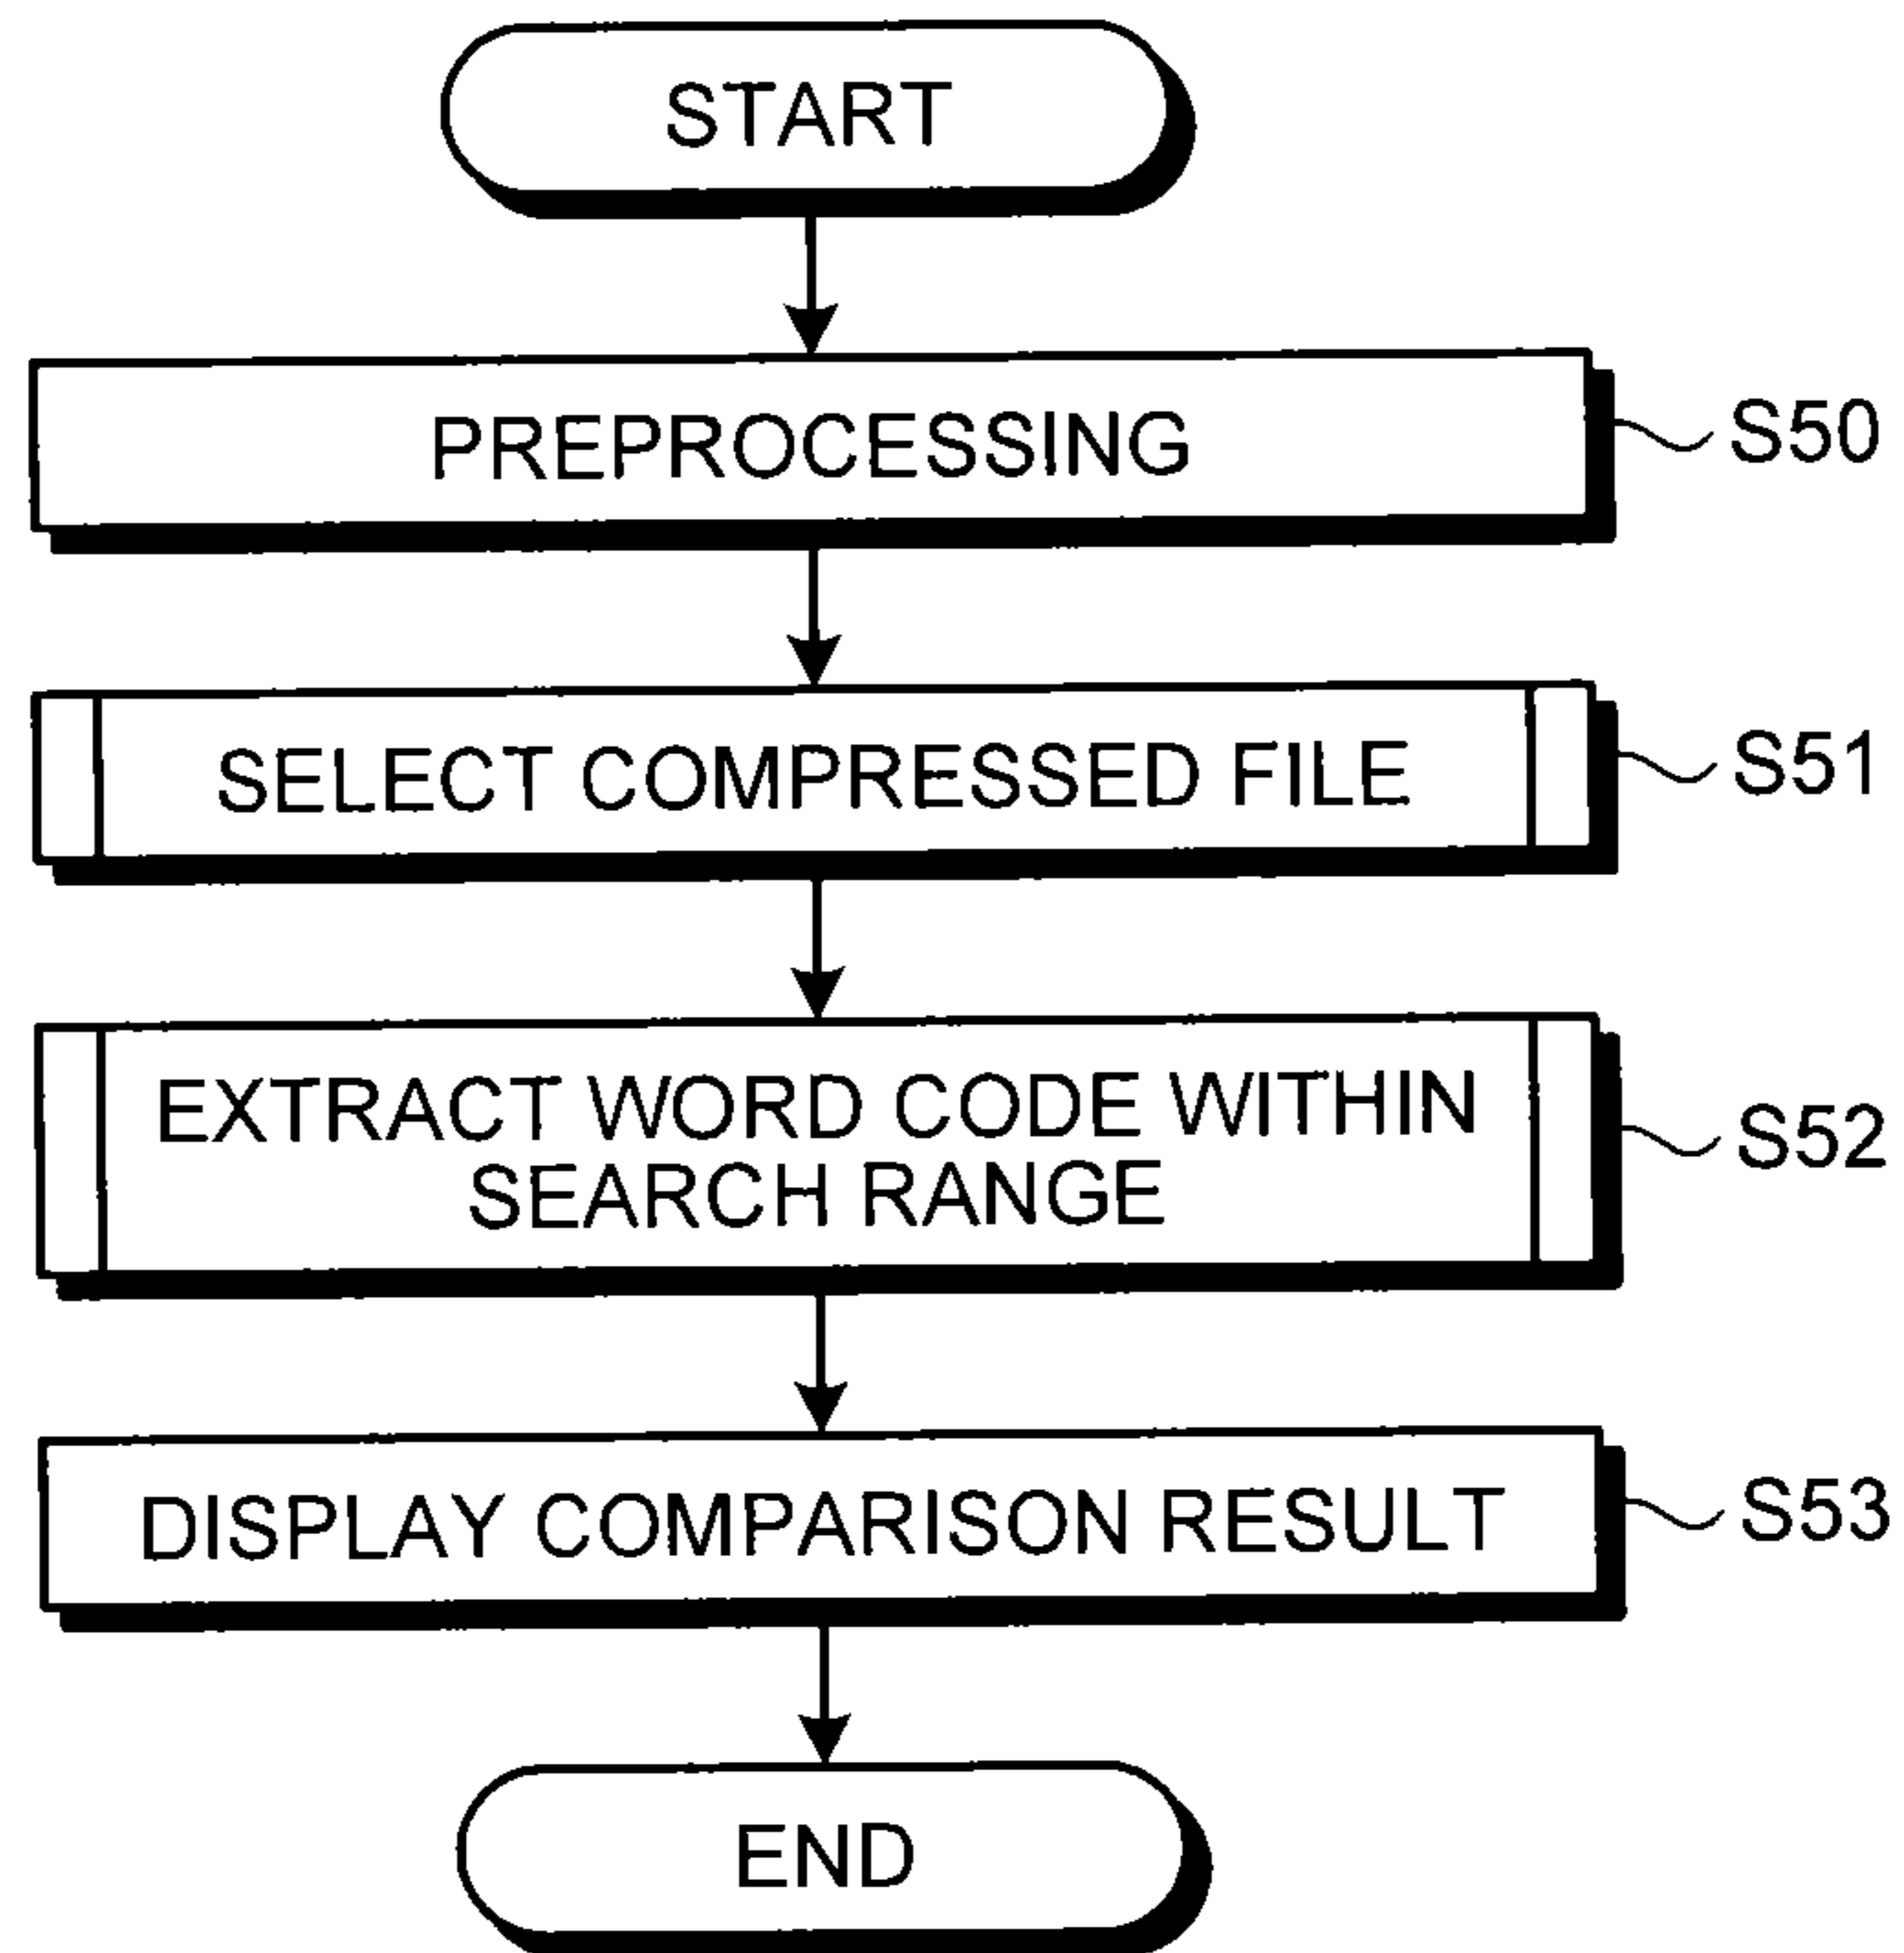 START
PREPROCESSING
S50
SELECT COMPRESSED FILE
S51
EXTRACT WORD CODE WITHIN
SEARCH RANGE
S52
DISPLAY COMPARISON RESULT
S53
END